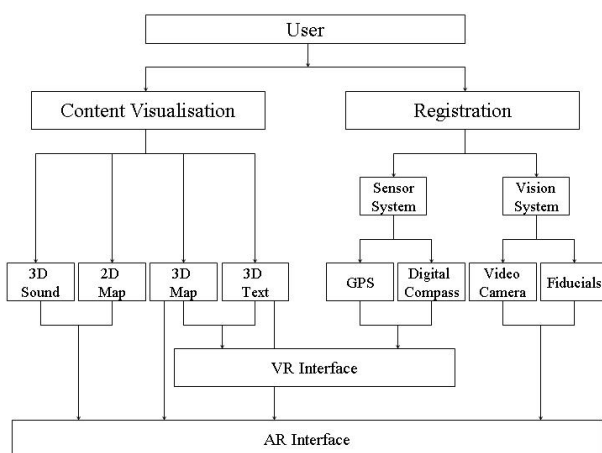 User
Content Visualisation
Registration
Sensor
System
Vision
System
3D
Sound
2D
Map
3D
Map
3D
Text
GPS
Digital
Compass
Video
Camera
Fiducials
VR Interface
AR Interface